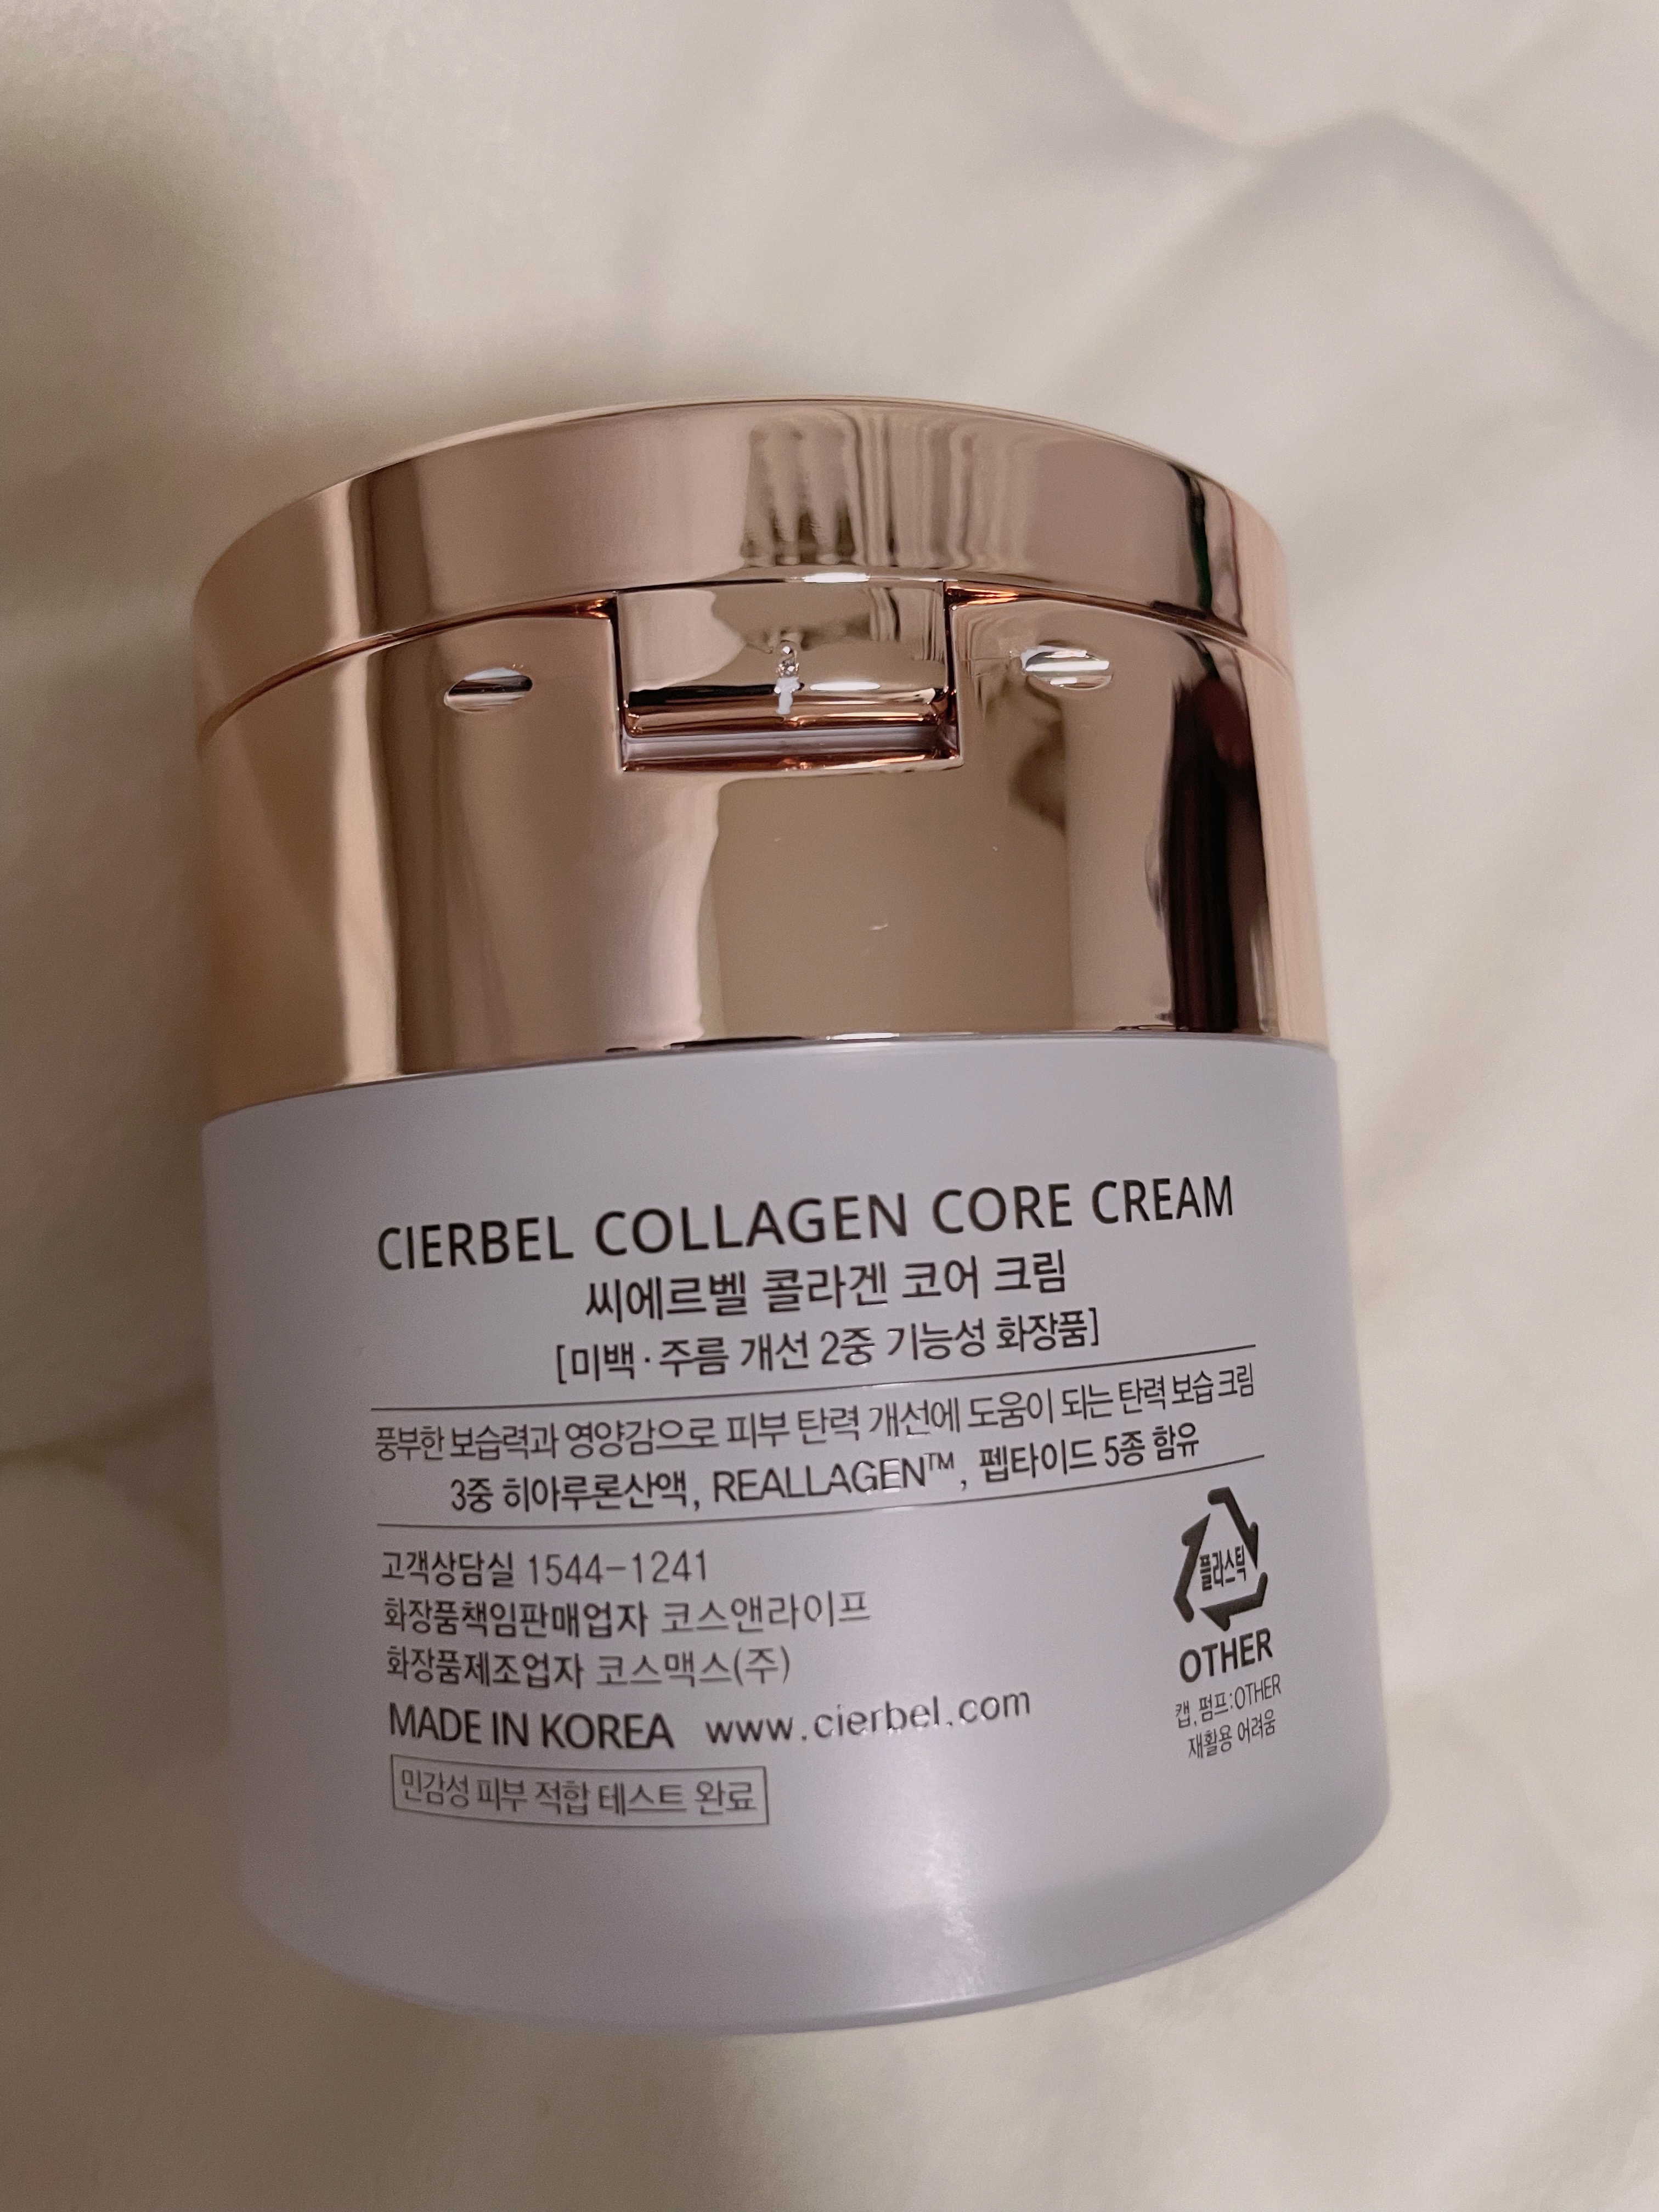 CIERBEL COLLAGEN CORE CREAM
씨에르벨 콜라겐 코어 크림
[미백·주름 개선 2중 기능성 화장품]
풍부한 보습력과 영양감으로 피부 탄력 개선에 도움이 되는 탄력 보습 크림
3중 히아루론산액, REALLAGEN™, 펩타이드 5종 함유
고객상담실 1544-1241
화장품책임판매업자 코스앤라이프
화장품제조업자 코스맥스(주)
MADE IN KOREA www.cierbel.com
민감성 피부 적합 테스트 완료
플라스틱
OTHER
캡, 펌프:OTHER
재활용 어려움